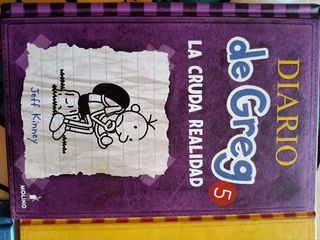 DIARIO
de Greg 5
LA CRUDA REALIDAD
Jeff Kinney
MOLINO